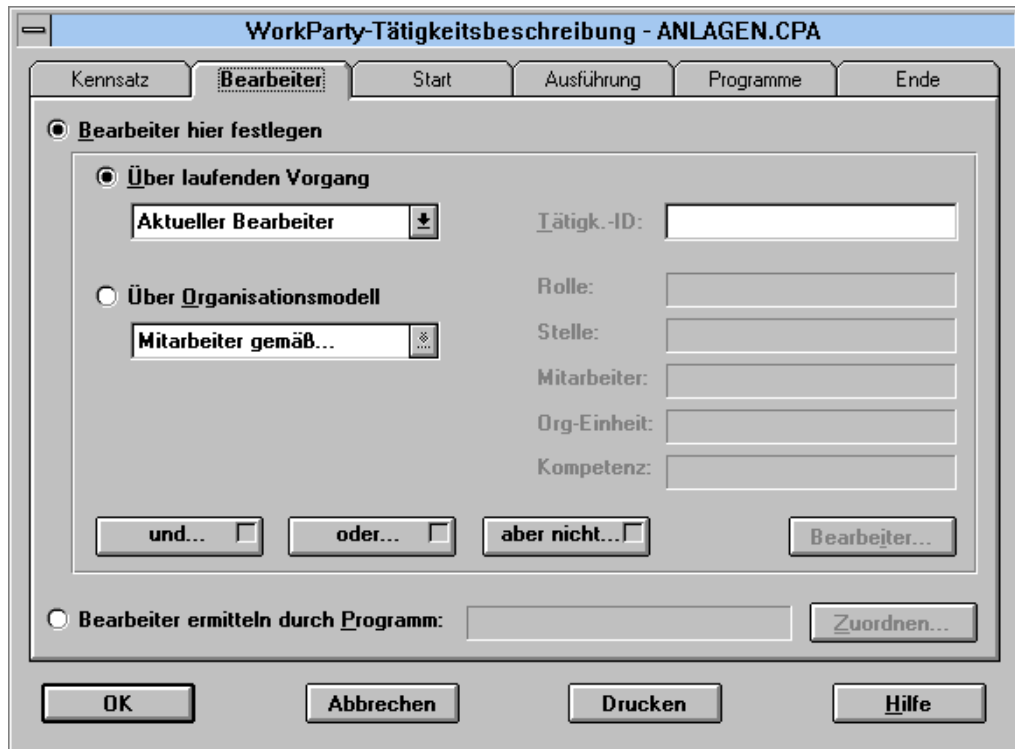 WorkParty-Tätigkeitsbeschreibung - ANLAGEN.CPA
Kennsatz Bearbeiter Start Ausführung Programme Ende
Bearbeiter hier festlegen
Über laufenden Vorgang
Aktueller Bearbeiter Tätigk.-ID:
Über Organisationsmodell Rolle:
Mitarbeiter gemäß... Stelle:
Mitarbeiter:
Org-Einheit:
Kompetenz:
und... oder... aber nicht... Bearbeiter...
Bearbeiter ermitteln durch Programm: Zuordnen...
OK Abbrechen Drucken Hilfe